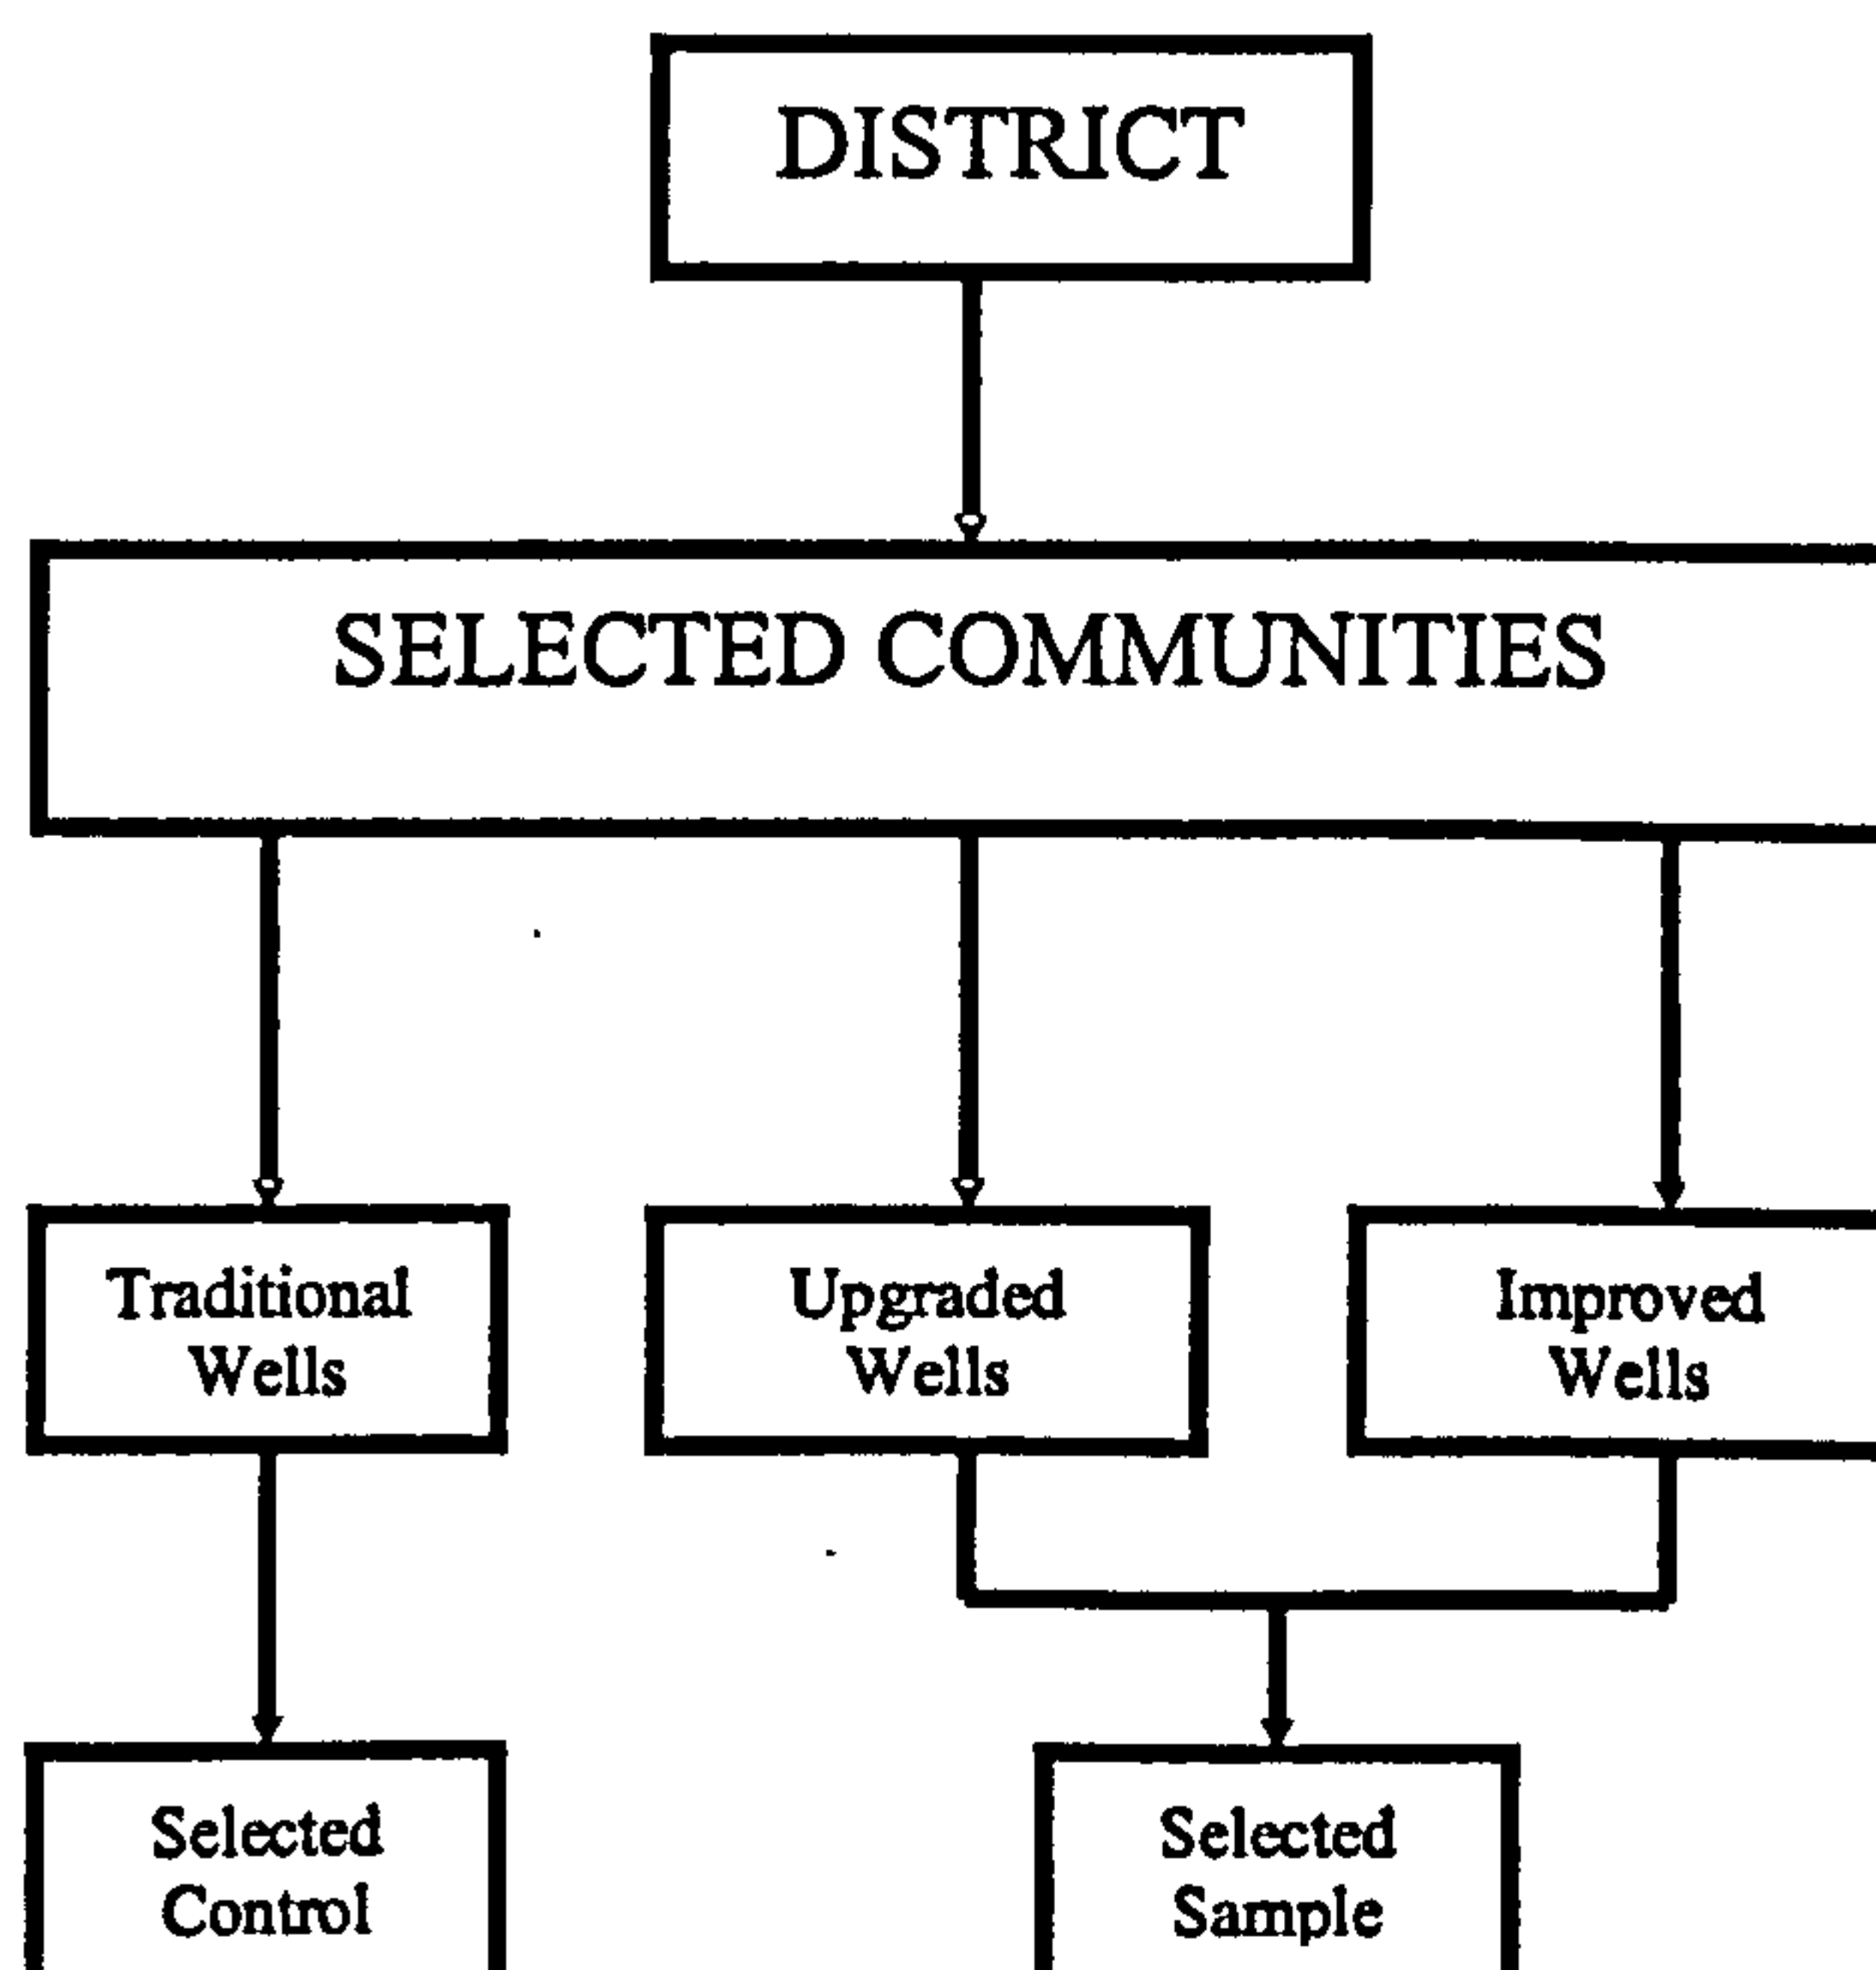 DISTRICT
SELECTED COMMUNITIES
Traditional
Wells
Upgraded
Wells
Improved
Wells
Selected
Control
Selected
Sample